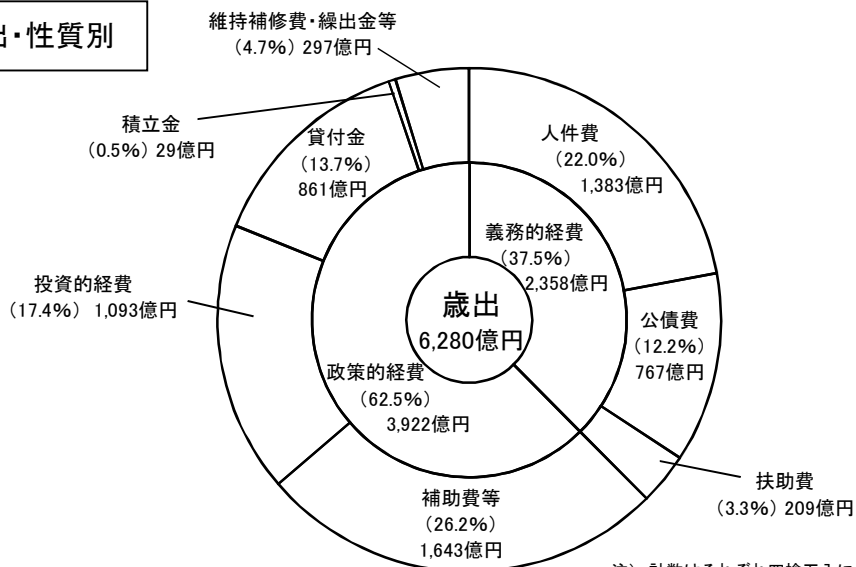 出・性質別
維持補修費・繰出金等
(4.7%) 297億円
積立金
(0.5%) 29億円
貸付金
(13.7%)
861億円
人件費
(22.0%)
1,383億円
義務的経費
(37.5%)
2,358億円
投資的経費
(17.4%) 1,093億円
歳出
6,280億円
公債費
(12.2%)
767億円
政策的経費
(62.5%)
3,922億円
扶助費
(3.3%) 209億円
補助費等
(26.2%)
1,643億円